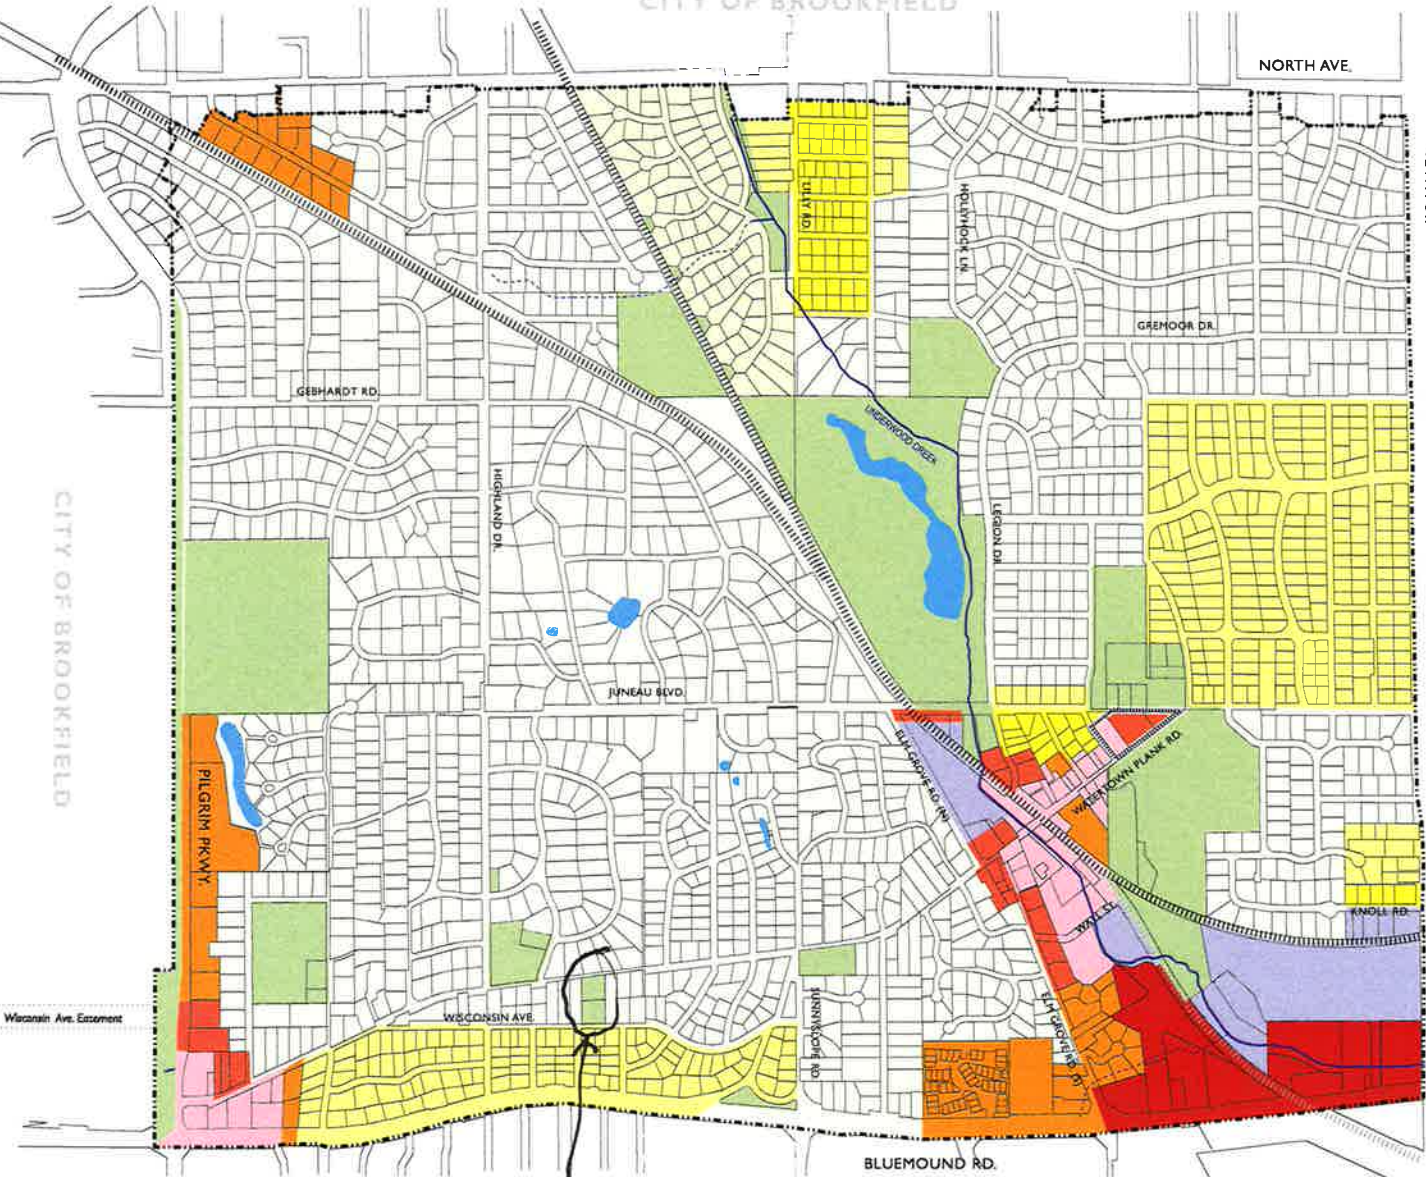 CITY OF BROOKFIELD
NORTH AVE.
LILLY RD.
HOLLYHOCK LN
GREMOOR DR.
GEBHARDT RD.
UNDERWOOD CREEK
HIGHLAND DR.
LEGION DR.
CITY OF BROOKFIELD
JUNEAU BLVD.
ELM GROVE RD. (N)
WATERTOWN PLANK RD.
PILGRIM PKWY.
WALL ST.
KNOLL RD.
Wisconsin Ave. Easement
WISCONSIN AVE.
SUNNYSLOPE RD.
ELM GROVE RD. (S)
BLUEMOUND RD.